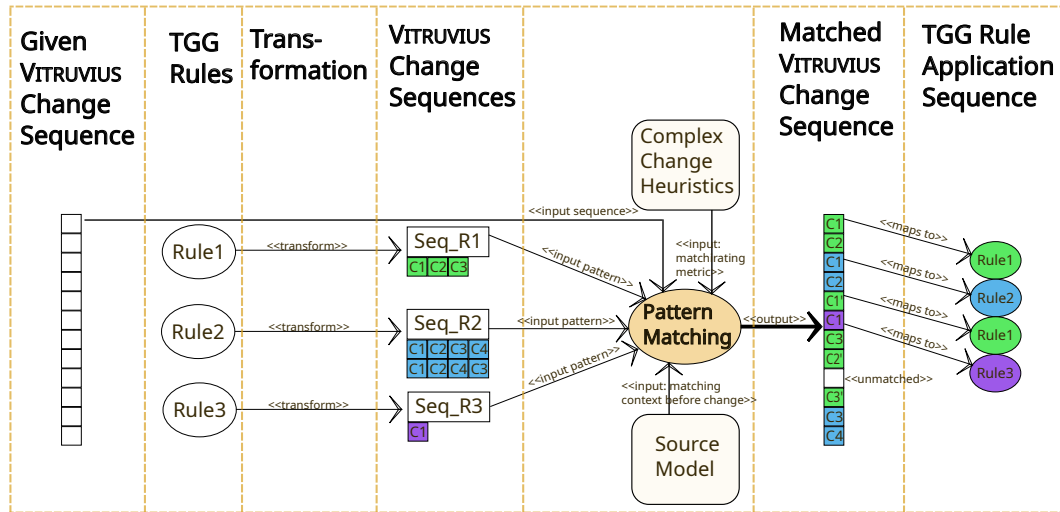 Given
VITRUVIUS
Change
Sequence
TGG
Rules
Trans-
formation
VITRUVIUS
Change
Sequences
Matched
VITRUVIUS
Change
Sequence
TGG Rule
Application
Sequence
Complex
Change
Heuristics
<<input sequence>>
<<input:
matchirating
metric>>
Rule1
<<transform>>
Seq_R1
C1 C2 C3
<<input pattern>>
Rule2
<<transform>>
Seq_R2
C1 C2 C3 C4
C1 C2 C4 C3
<<input pattern>>
Rule3
<<transform>>
Seq_R3
C1
<<input pattern>>
Pattern
Matching
<<output>>
<<input: matching
context before change>>
Source
Model
C1
C2
C1
C2
C1'
C1
C3
C2'
<<unmatched>>
C3'
C3
C4
<<maps to>>
Rule1
<<maps to>>
Rule2
<<maps to>>
Rule1
<<maps to>>
Rule3